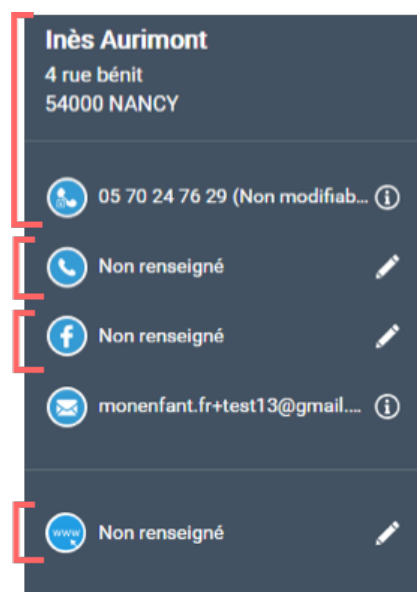 Inès Aurimont
4 rue bénit
54000 NANCY
05 70 24 76 29 (Non modifiab...
Non renseigné
Non renseigné
monenfant.fr+test13@gmail....
www
Non renseigné